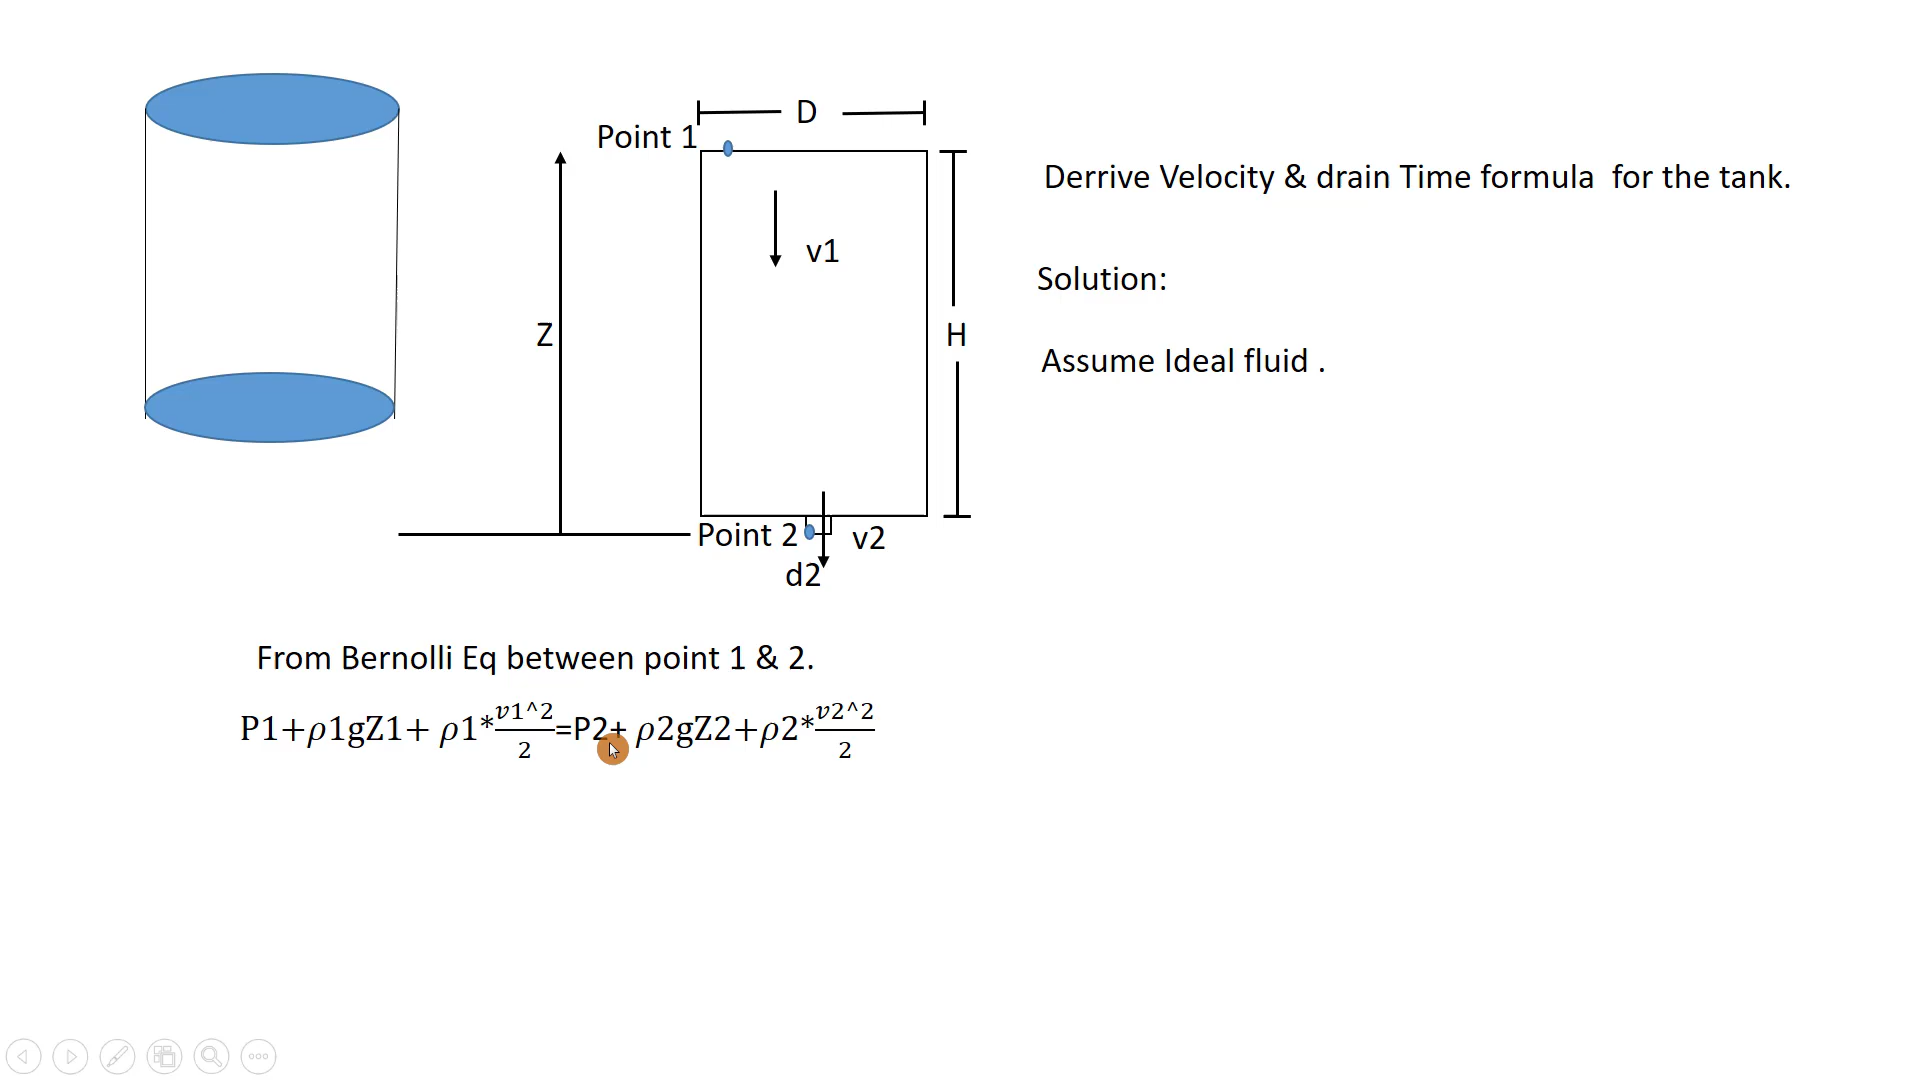 D
Point 1
v1
Z
H
Point 2
v2
d2
Derrive Velocity & drain Time formula for the tank.
Solution:
Assume Ideal fluid .
From Bernolli Eq between point 1 & 2.
P1+ρ1gZ1+ ρ1*v1^2/2=P2+ ρ2gZ2+ρ2*v2^2/2